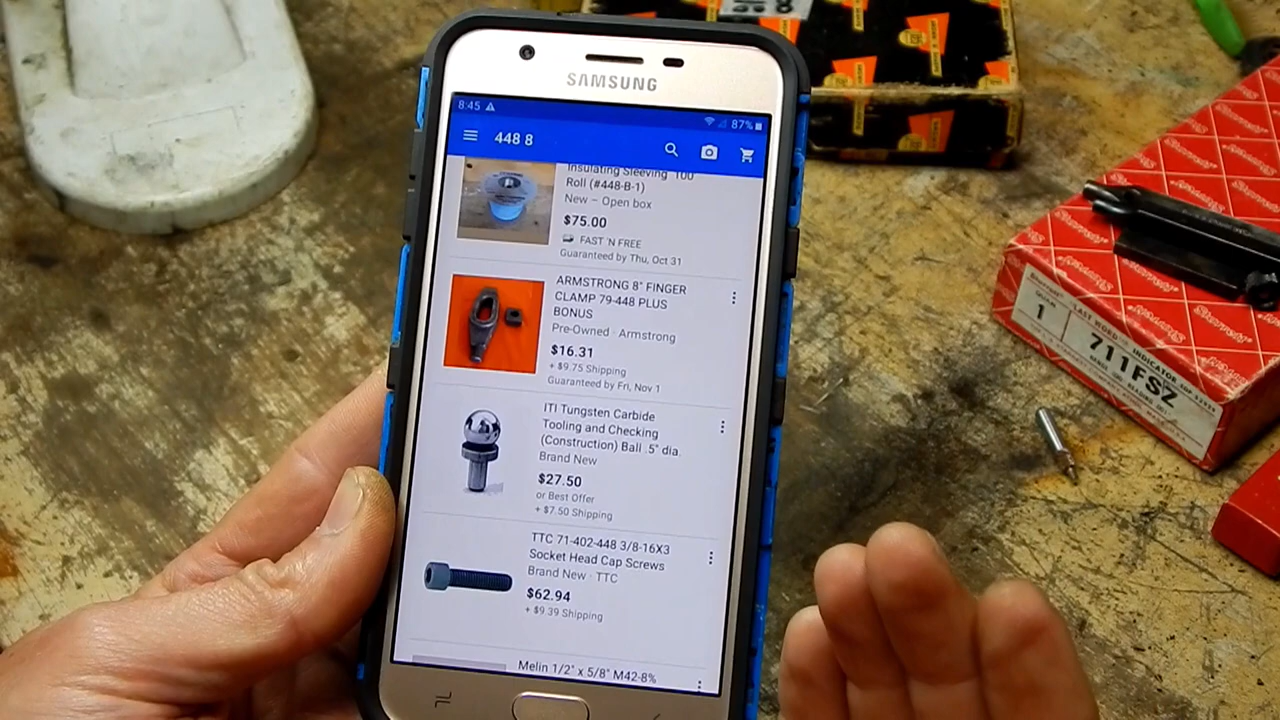 SAMSUNG
8:45
87%
448 8
Insulating Sleeving 100'
Roll (#448-B-1)
New – Open box
$75.00
FAST 'N FREE
Guaranteed by Thu, Oct 31
ARMSTRONG 8" FINGER
CLAMP 79-448 PLUS
BONUS
Pre-Owned · Armstrong
$16.31
+ $9.75 Shipping
Guaranteed by Fri, Nov 1
ITI Tungsten Carbide
Tooling and Checking
(Construction) Ball .5" dia.
Brand New
$27.50
or Best Offer
+ $7.50 Shipping
TTC 71-402-448 3/8-16X3
Socket Head Cap Screws
Brand New · TTC
$62.94
+ $9.39 Shipping
Melin 1/2" x 5/8" M42-8%
Starrett
1"
LAST WORD INDICATOR
711FSZ